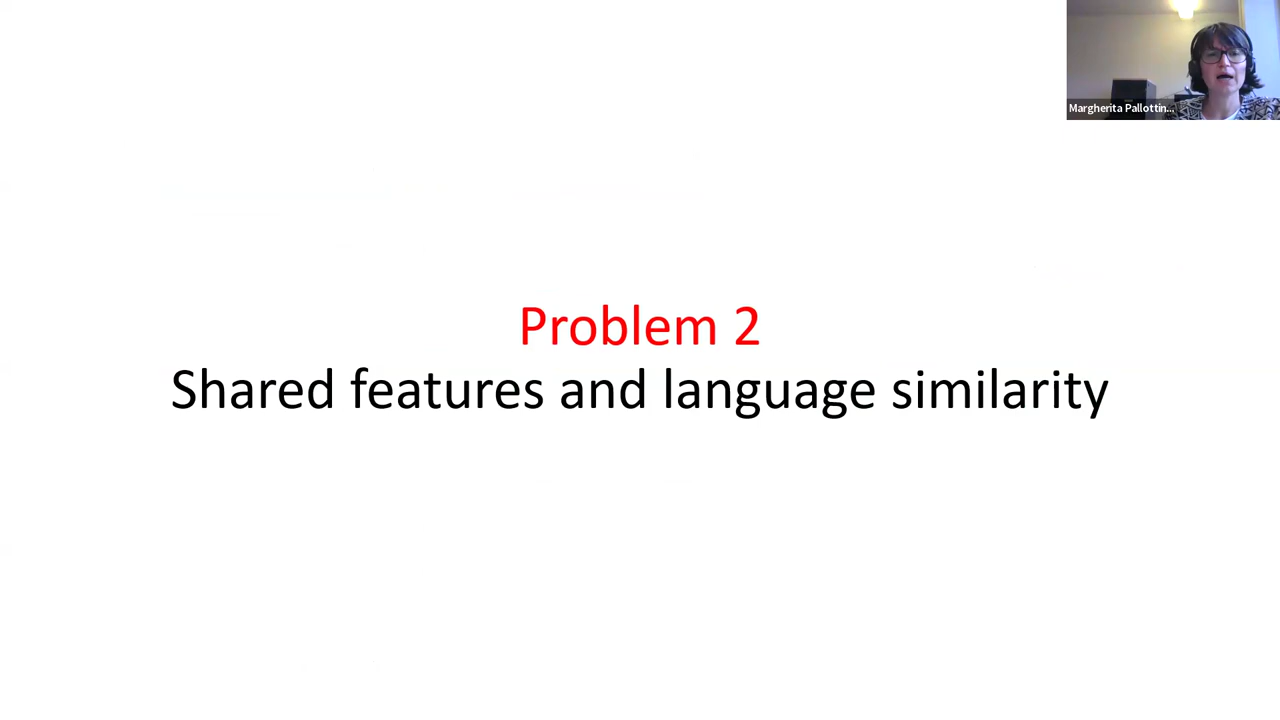 Margherita Pallottin...
Problem 2
Shared features and language similarity